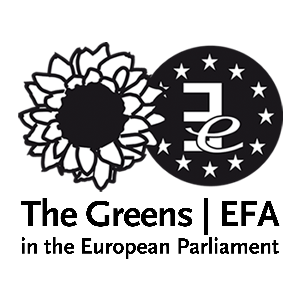 The Greens | EFA
in the European Parliament